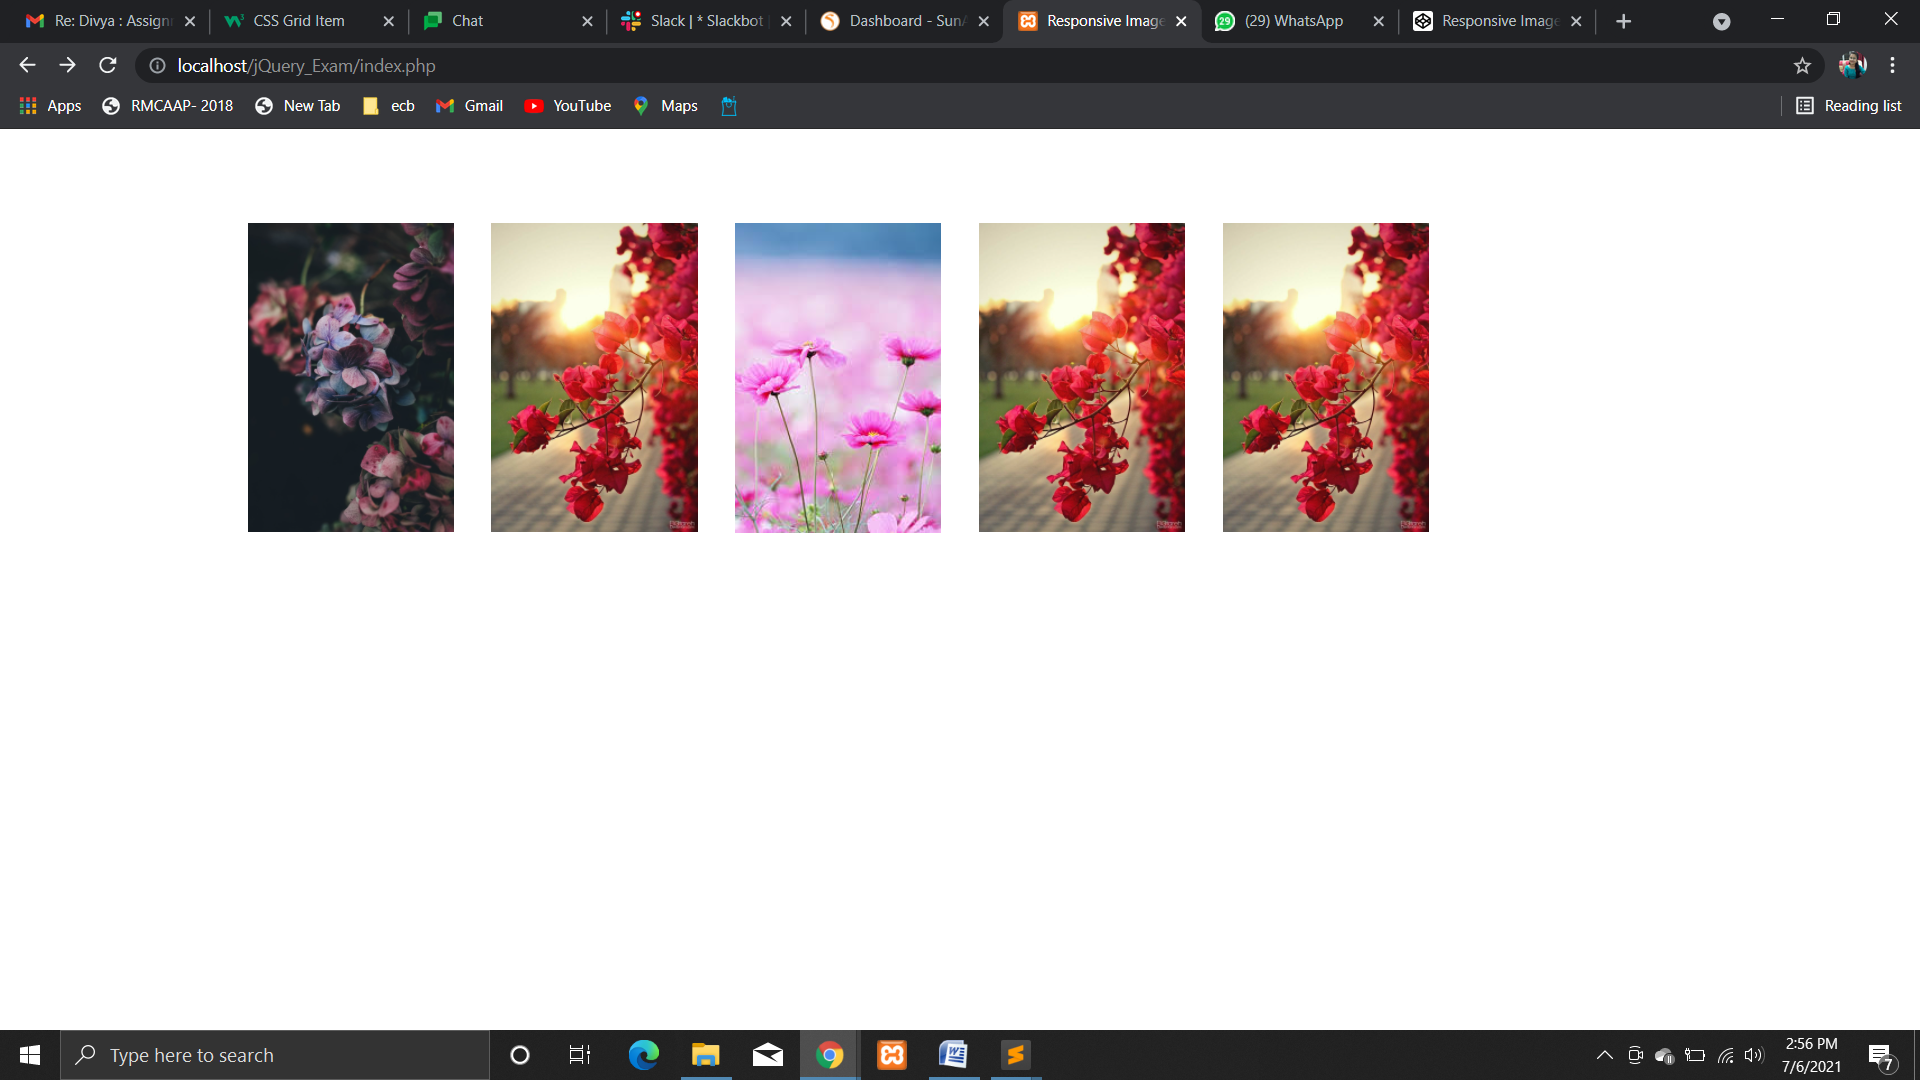 Re: Divya : Assign
CSS Grid Item
Chat
Slack | * Slackbot
Dashboard - Sun
Responsive Image
29
(29) WhatsApp
Responsive Image
localhost/jQuery_Exam/index.php
Apps
RMCAAP- 2018
New Tab
ecb
Gmail
YouTube
Maps
Reading list
Type here to search
2:56 PM
7/6/2021
7